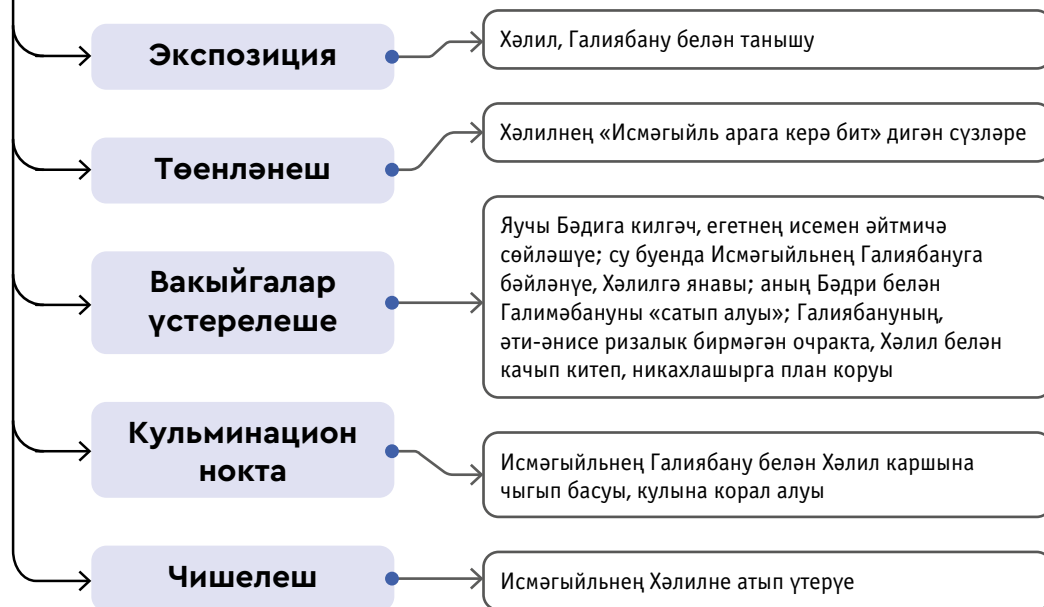 Экспозиция
Хәлил, Галиябану белән танышу
Төенләнеш
Хәлилнең «Исмәгыйль арага керә бит» дигән сүзләре
Вакыйгалар
үстерелеше
Яучы Бәдига килгәч, егетнең исемен әйтмичә
сөйләшүе; су буенда Исмәгыйльнең Галиябануга
бәйләнүе, Хәлилгә янавы; аның Бәдри белән
Галимәбануны «сатып алуы»; Галиябануның,
әти-әнисе ризалык бирмәгән очракта, Хәлил белән
качып китеп, никахлашырга план коруы
Кульминацион
нокта
Исмәгыйльнең Галиябану белән Хәлил каршына
чыгып басуы, кулына корал алуы
Чишелеш
Исмәгыйльнең Хәлилне атып үтерүе